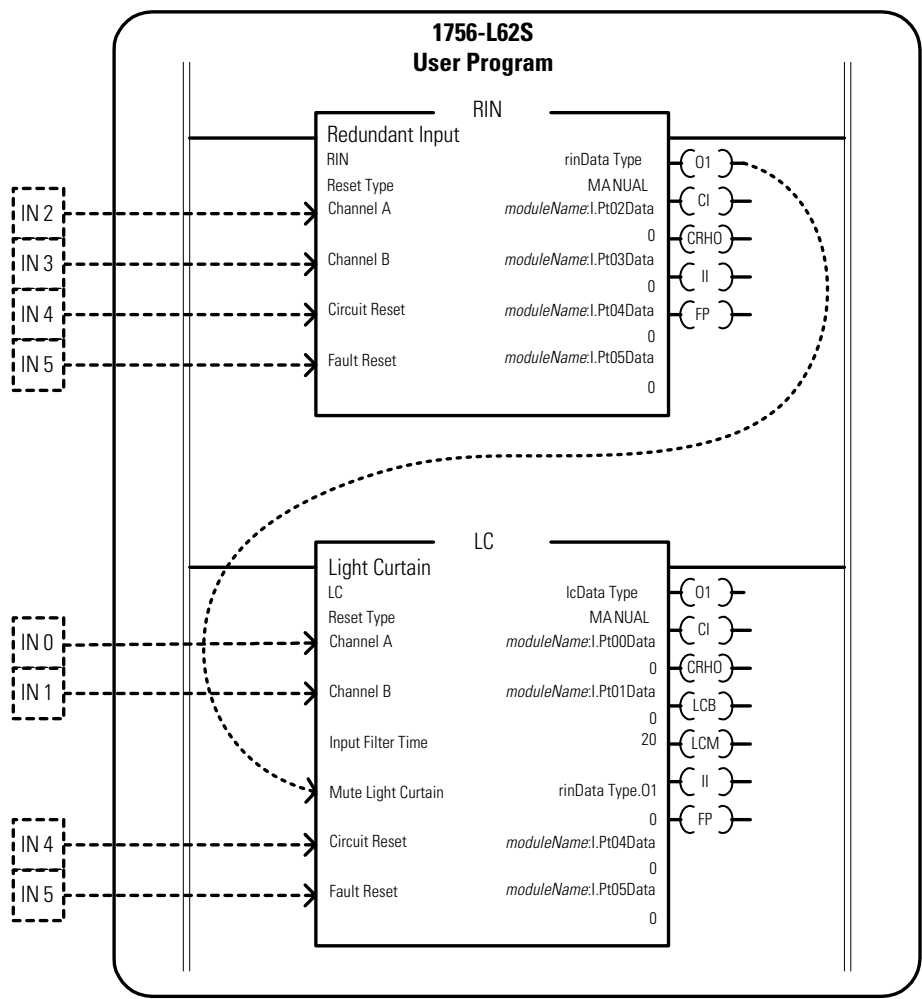 1756-L62S
User Program
RIN
Redundant Input
RIN rinData Type
Reset Type MANUAL
Channel A moduleName:I.Pt02Data
0
Channel B moduleName:I.Pt03Data
0
Circuit Reset moduleName:I.Pt04Data
0
Fault Reset moduleName:I.Pt05Data
0
O1
CI
CRHO
II
FP
IN 2
IN 3
IN 4
IN 5
LC
Light Curtain
LC lcData Type
Reset Type MANUAL
Channel A moduleName:I.Pt00Data
0
Channel B moduleName:I.Pt01Data
0
Input Filter Time 20
Mute Light Curtain rinData Type.O1
0
Circuit Reset moduleName:I.Pt04Data
0
Fault Reset moduleName:I.Pt05Data
0
O1
CI
CRHO
LCB
LCM
II
FP
IN 0
IN 1
IN 4
IN 5